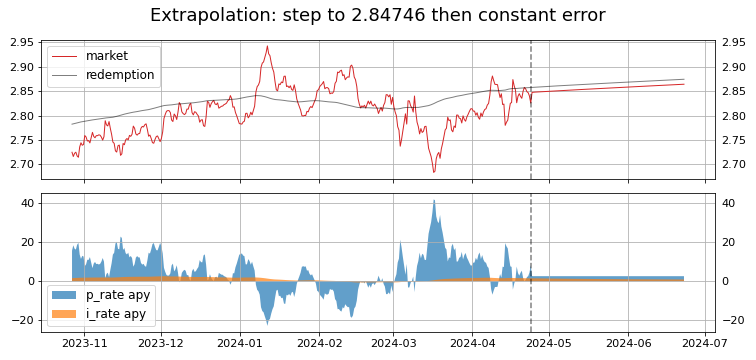 Extrapolation: step to 2.84746 then constant error
2.95 2.95
market
redemption
2.90 2.90
2.85 2.85
2.80 2.80
2.75 2.75
2.70 2.70
40 40
20 20
0 0
p_rate apy
i_rate apy
−20 −20
2023-11 2023-12 2024-01 2024-02 2024-03 2024-04 2024-05 2024-06 2024-07